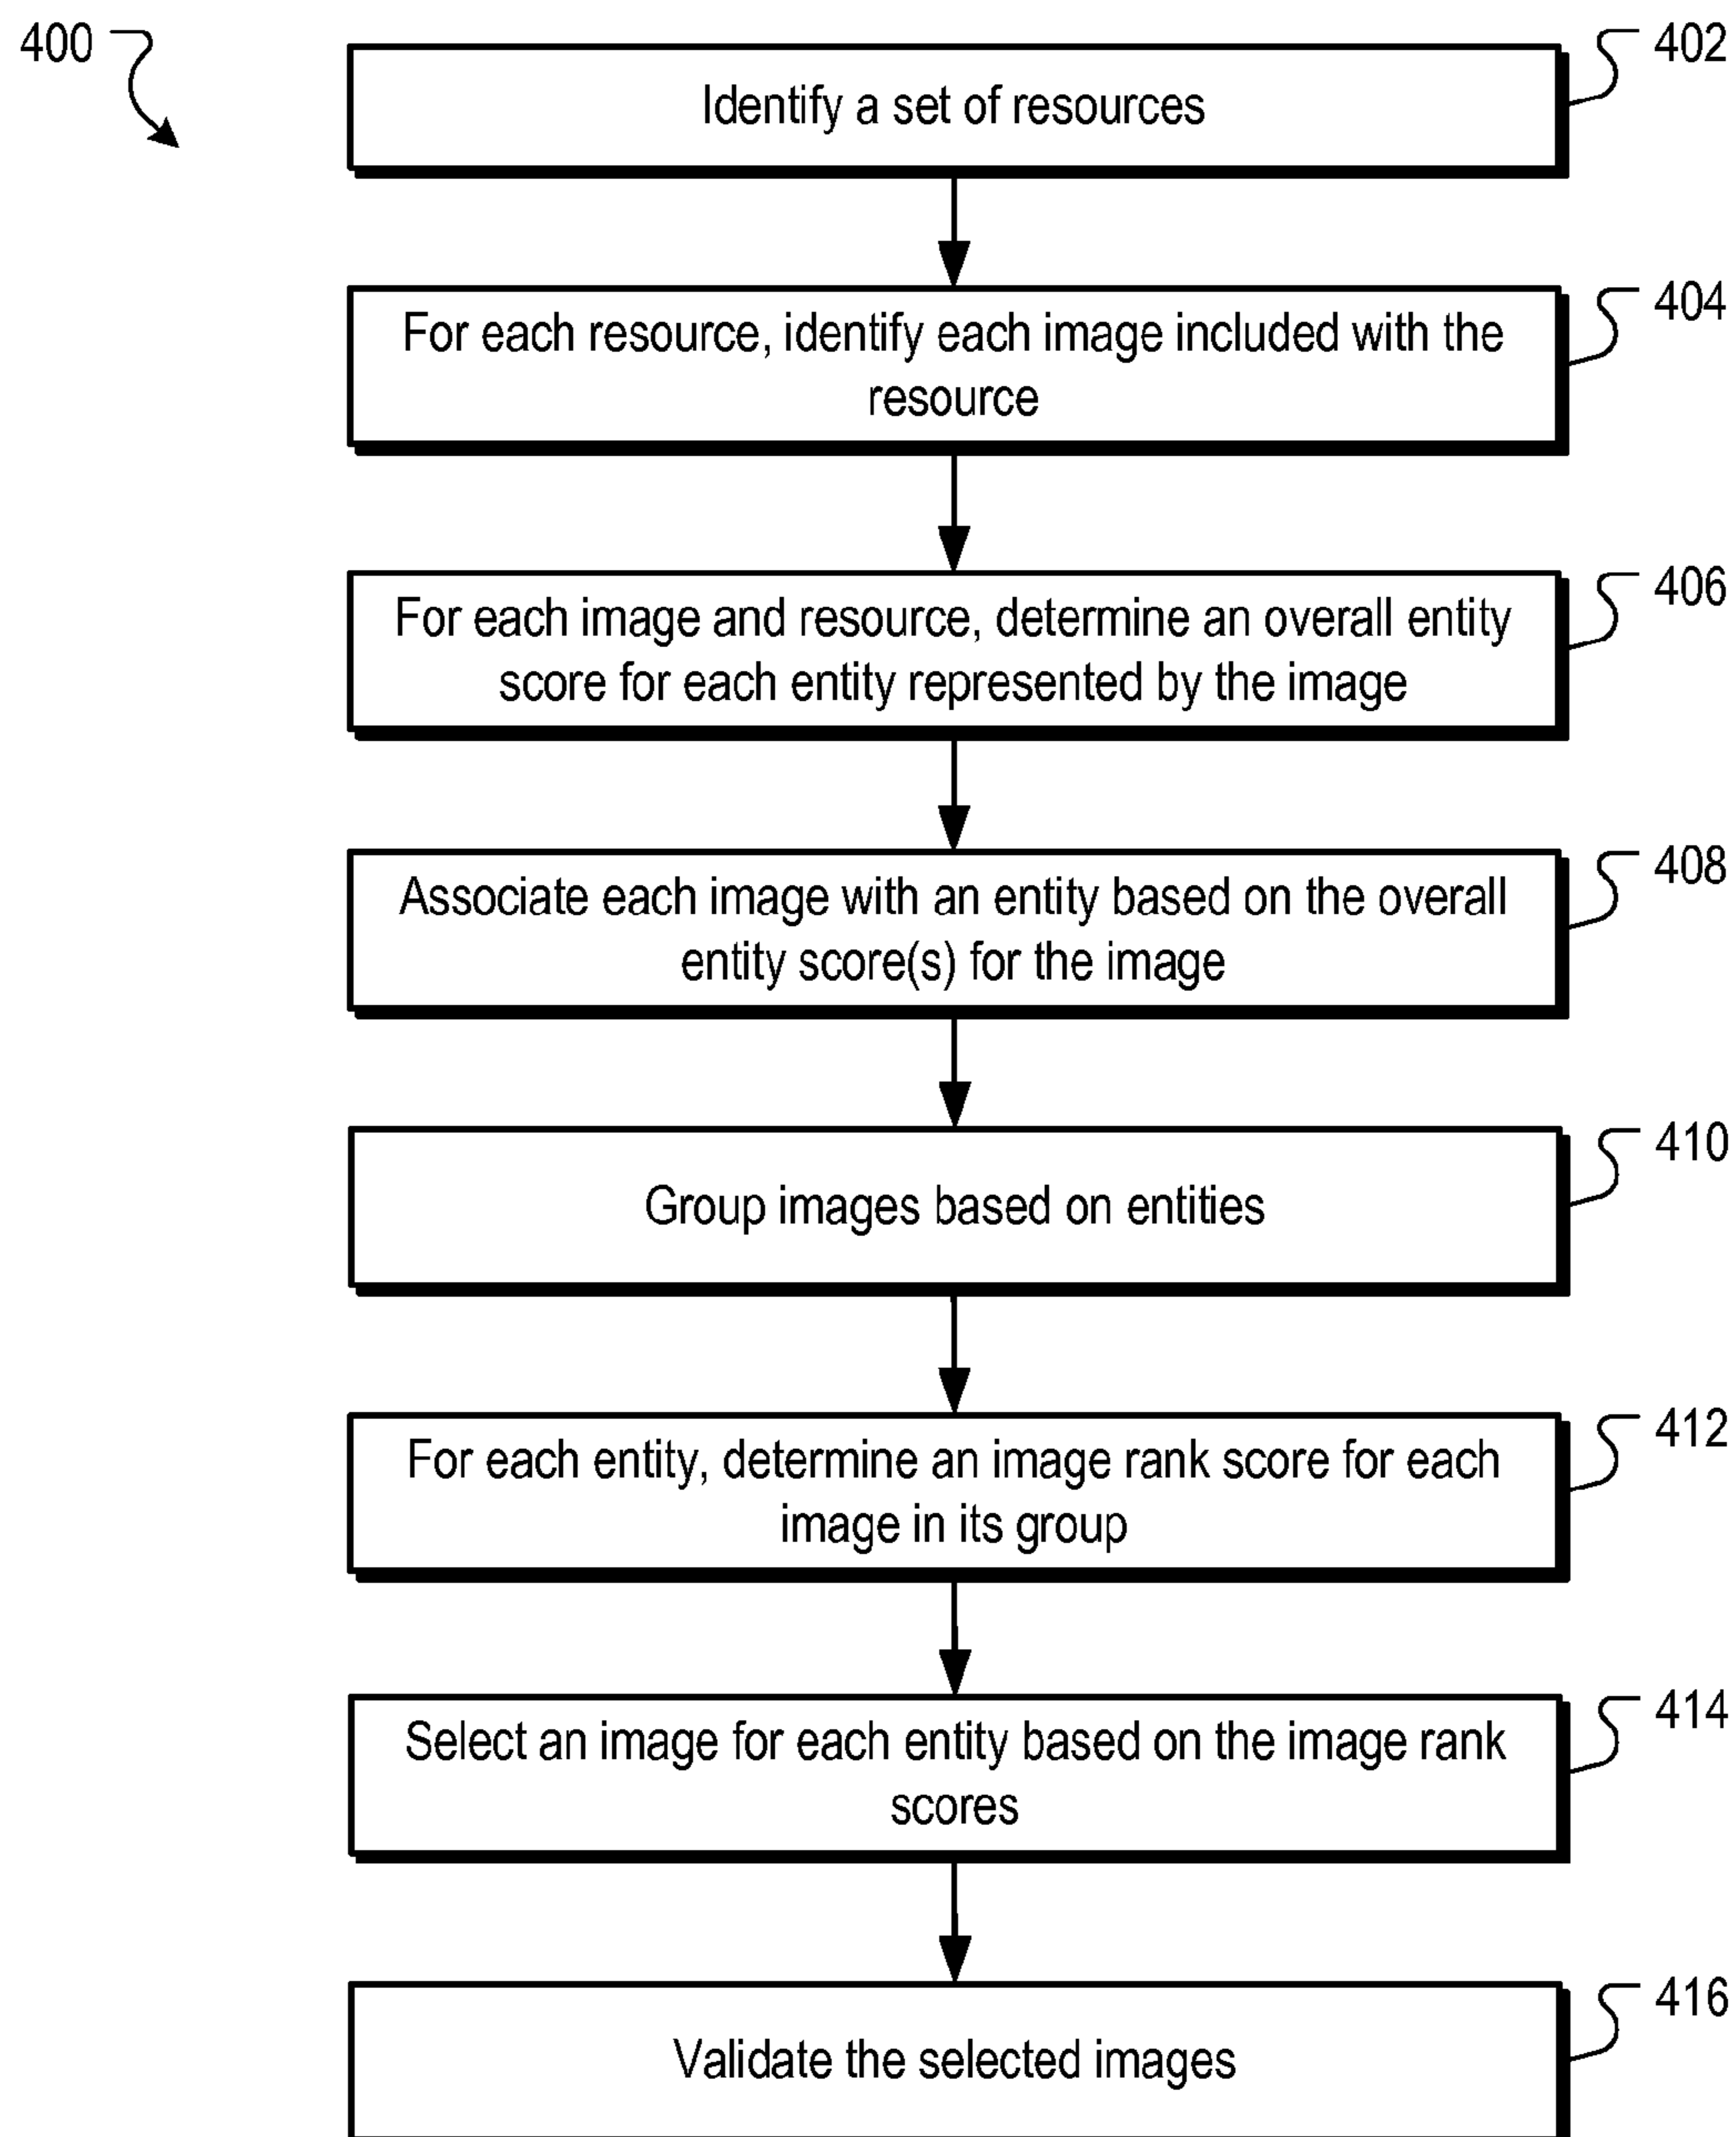 400
402
Identify a set of resources
404
For each resource, identify each image included with the
resource
406
For each image and resource, determine an overall entity
score for each entity represented by the image
408
Associate each image with an entity based on the overall
entity score(s) for the image
410
Group images based on entities
412
For each entity, determine an image rank score for each
image in its group
414
Select an image for each entity based on the image rank
scores
416
Validate the selected images